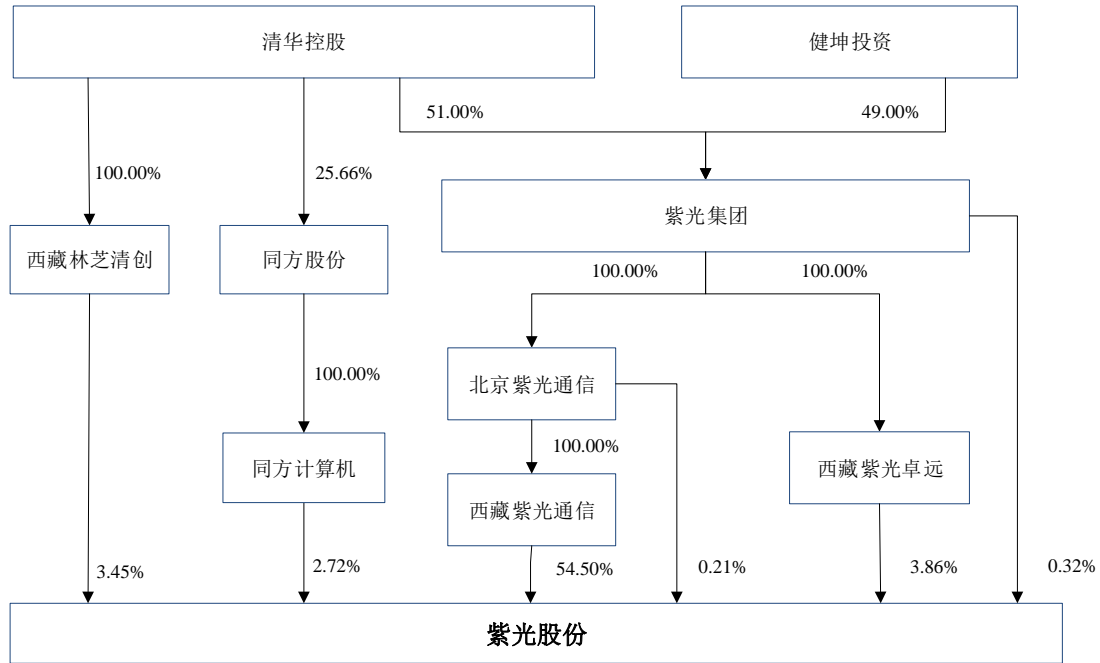 清华控股
健坤投资
51.00%
49.00%
100.00%
25.66%
紫光集团
西藏林芝清创
同方股份
100.00%
100.00%
100.00%
北京紫光通信
100.00%
同方计算机
西藏紫光卓远
西藏紫光通信
3.45%
2.72%
54.50%
0.21%
3.86%
0.32%
紫光股份